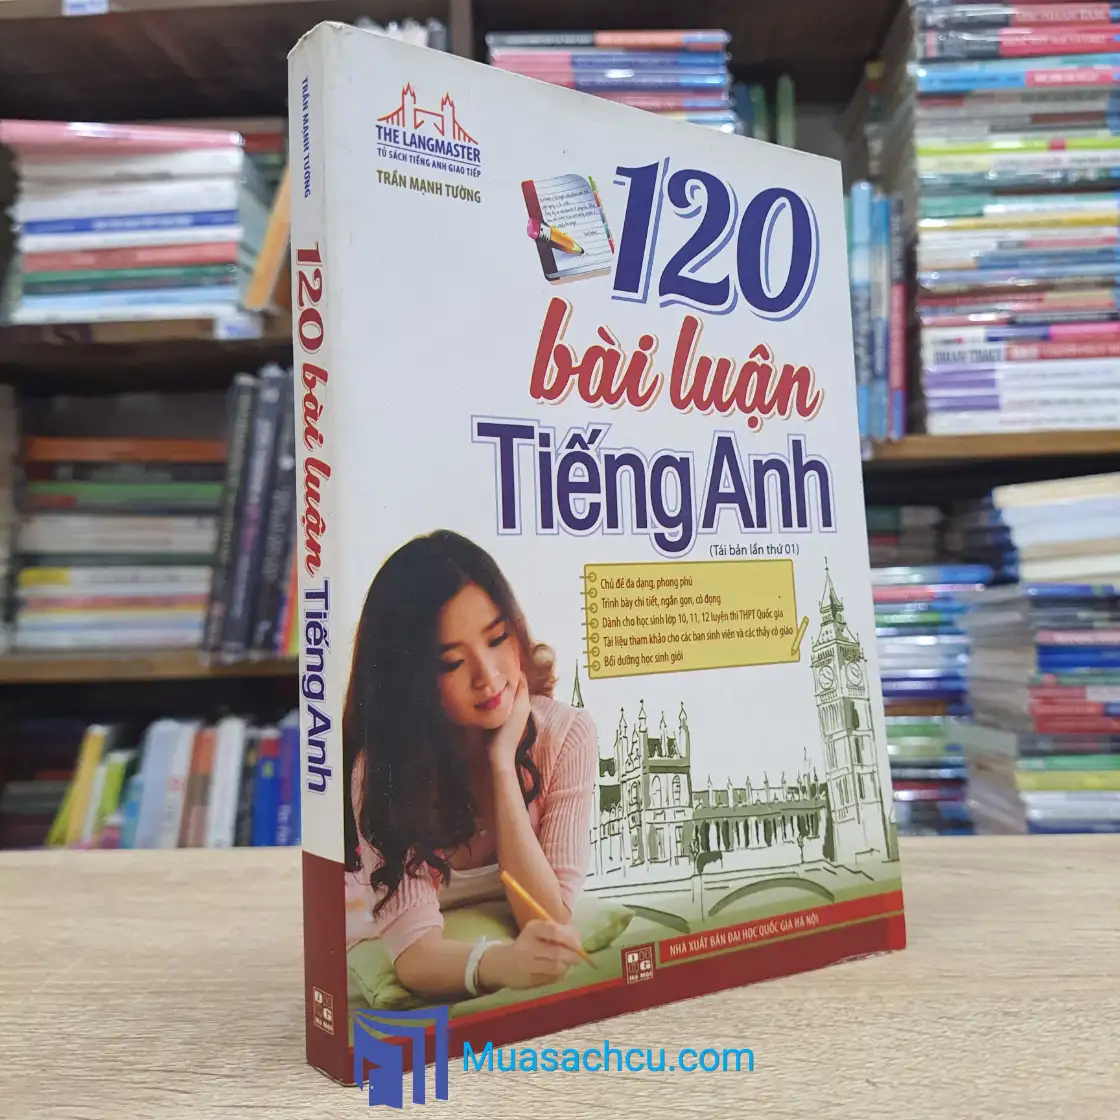 THE LANGMASTER
TỦ SÁCH TIẾNG ANH GIAO TIẾP
TRẦN MẠNH TƯỜNG
120
bài luận
Tiếng Anh
(Tái bản lần thứ 01)
Chủ đề đa dạng, phong phú
Trình bày chi tiết, ngắn gọn, cô đọng
Dành cho học sinh lớp 10, 11, 12 luyện thi THPT Quốc gia
Tài liệu tham khảo cho các bạn sinh viên và các thầy cô giáo
Bồi dưỡng học sinh giỏi
NHÀ XUẤT BẢN ĐẠI HỌC QUỐC GIA HÀ NỘI
TRẦN MẠNH TƯỜNG
120 bài luận Tiếng Anh
Muasachcu.com